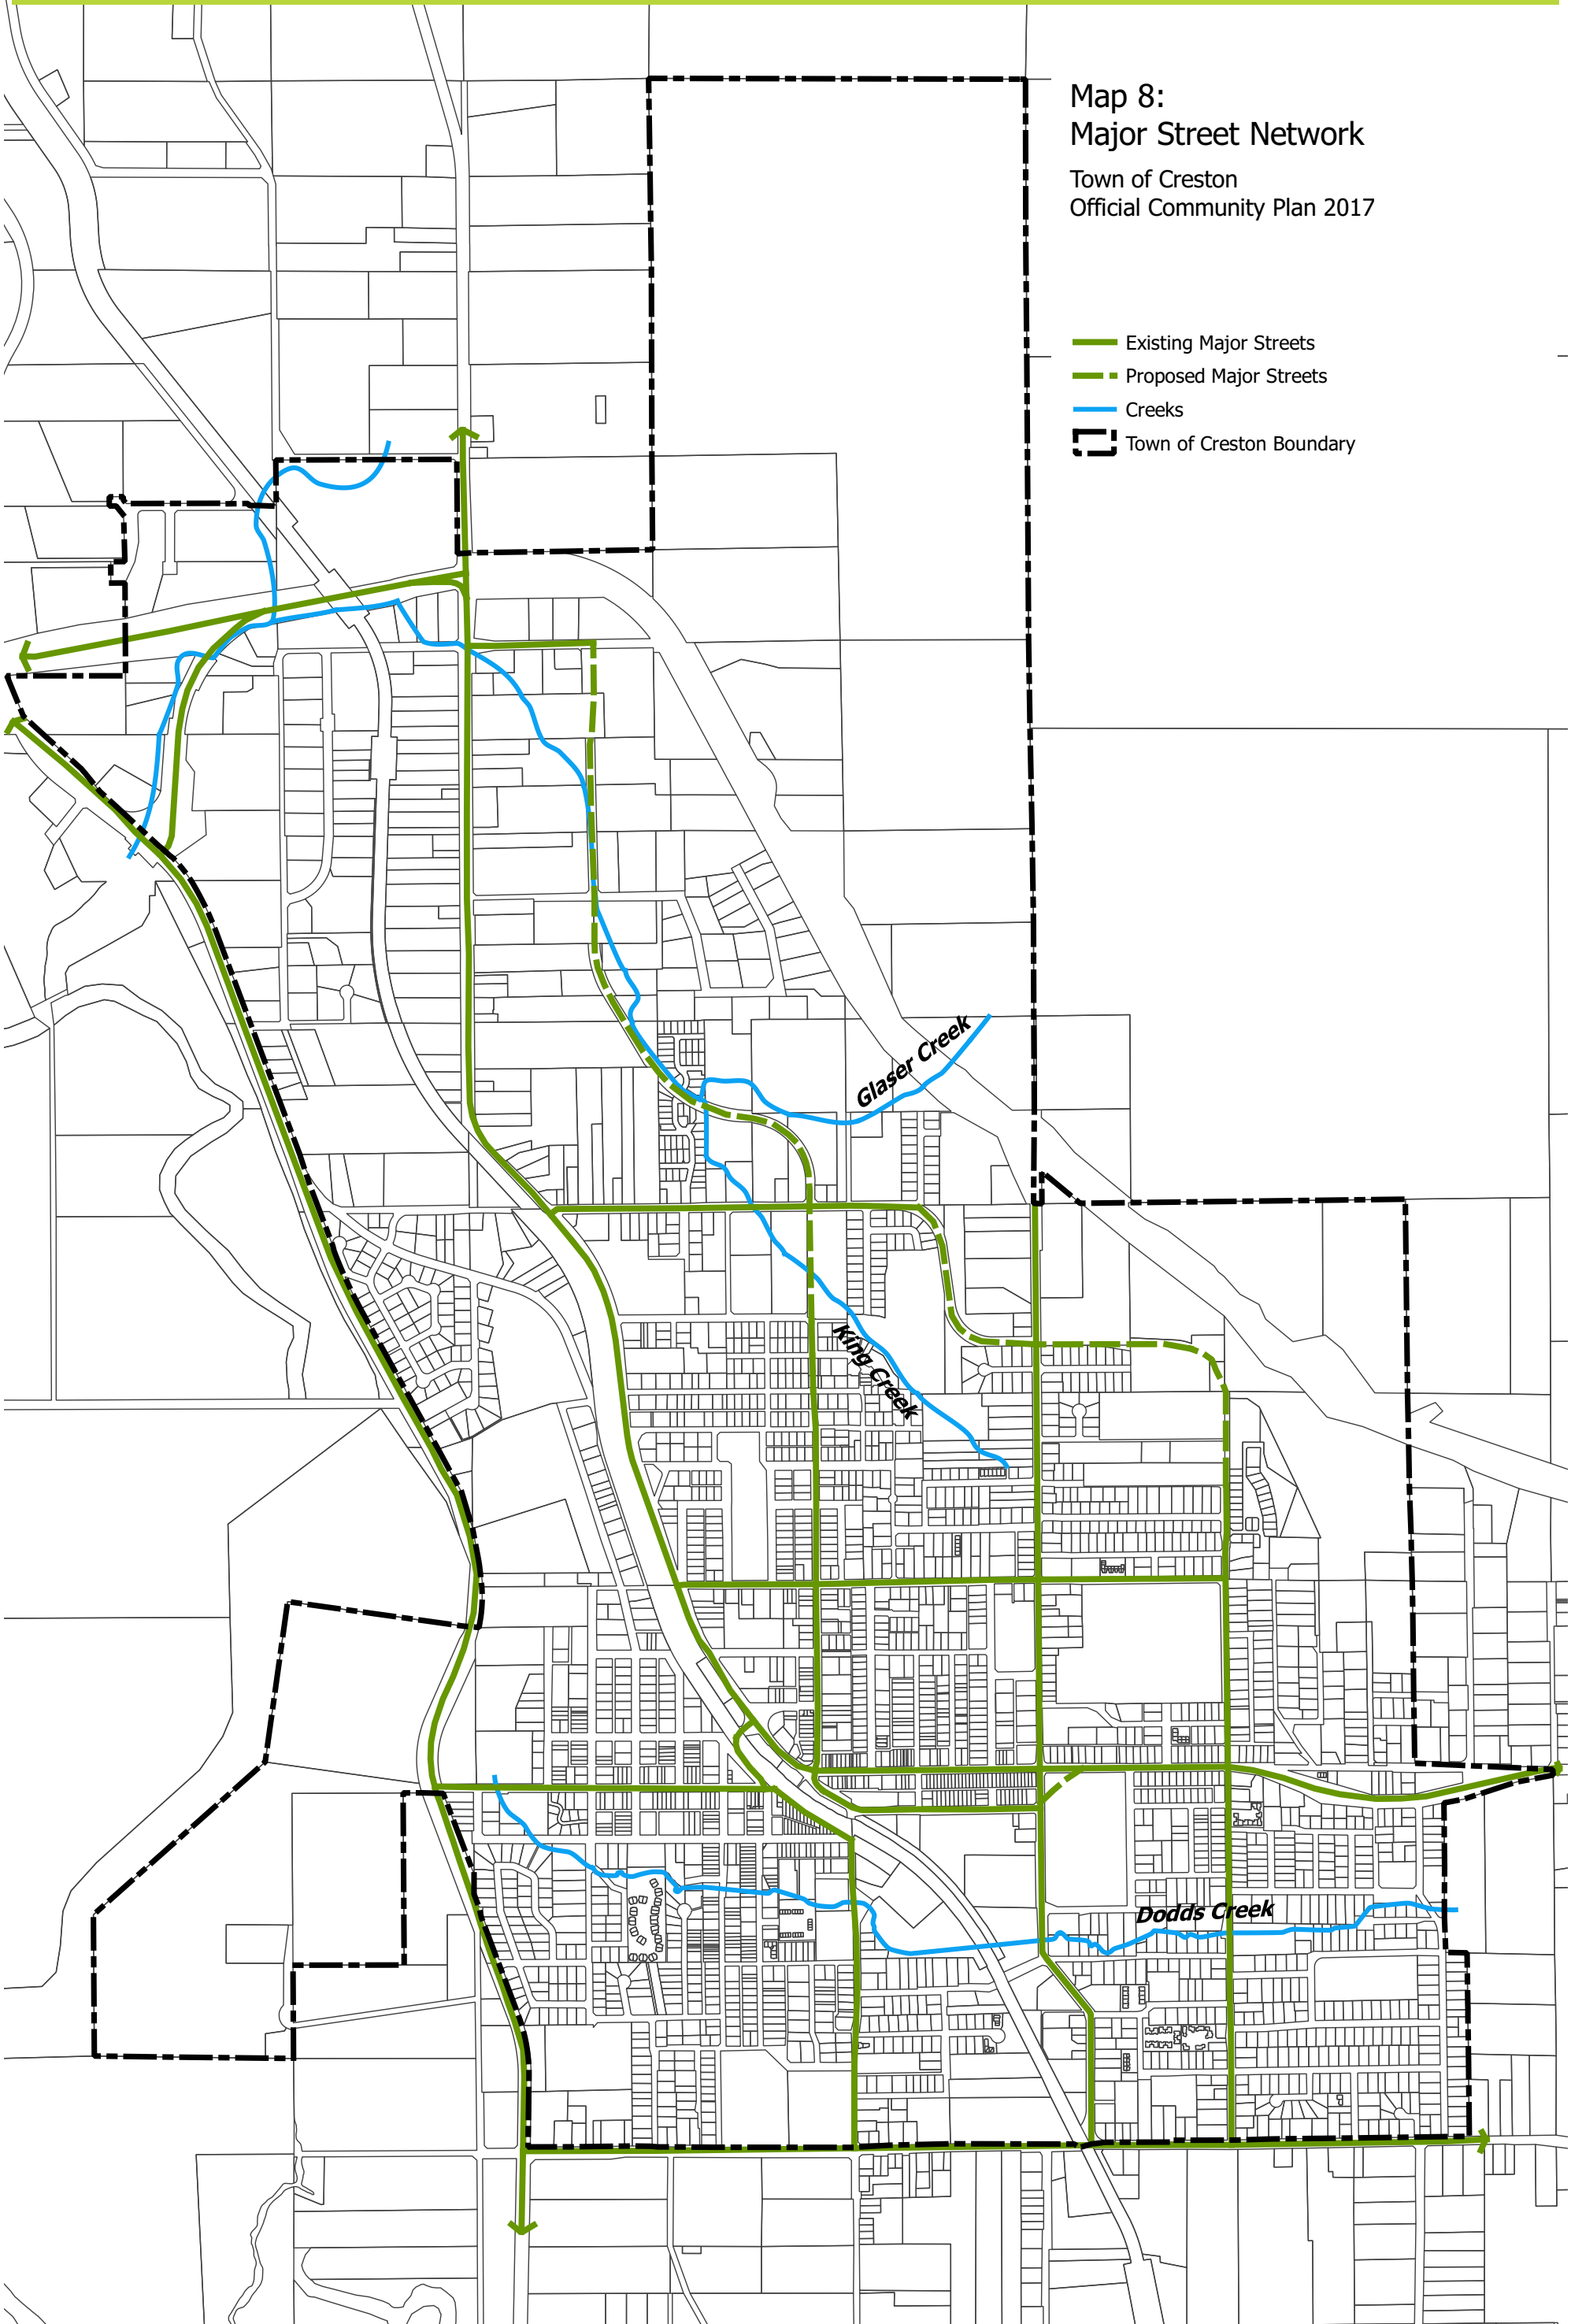 Map 8:
Major Street Network
Town of Creston
Official Community Plan 2017
Existing Major Streets
Proposed Major Streets
Creeks
Town of Creston Boundary
Glaser Creek
King Creek
Dodds Creek